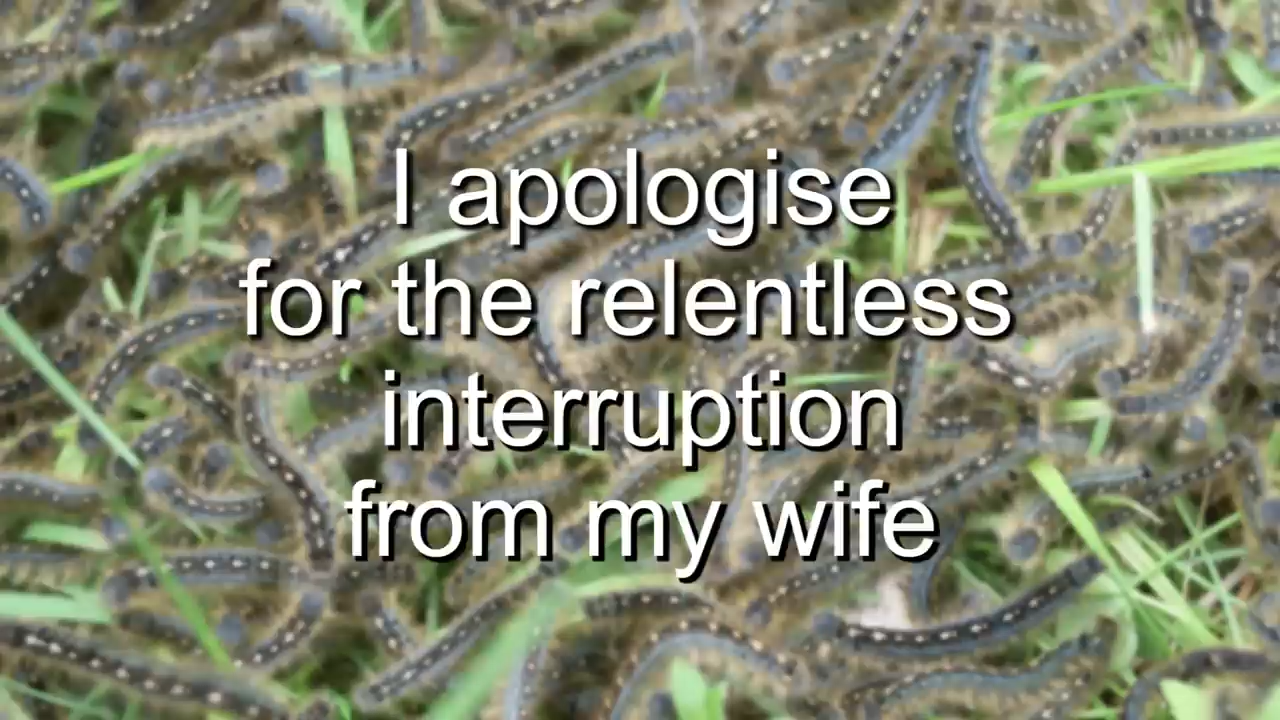 I apologise
for the relentless
interruption
from my wife